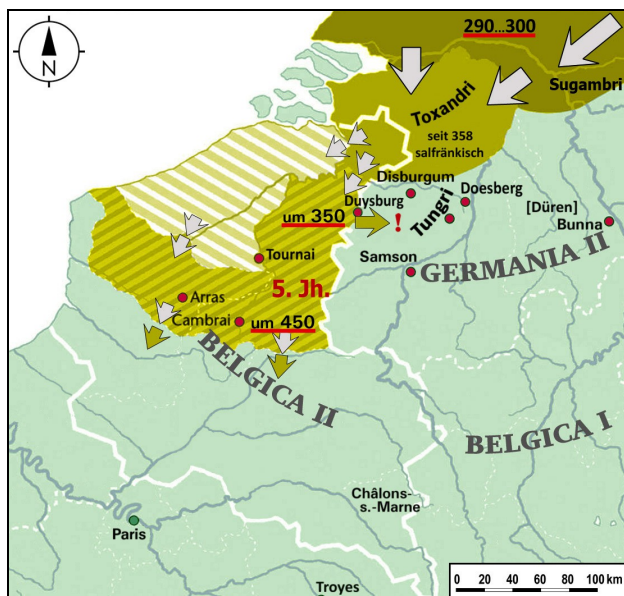 290...300
N
Sugambri
Toxandri
seit 358
salfränkisch
Disburgum
Duysburg
Doesberg
um 350
!
Tungri
[Düren]
Bunna
Tournai
Samson
GERMANIA II
5. Jh.
Arras
Cambrai
um 450
BELGICA II
BELGICA I
Châlons-
s.-Marne
Paris
Troyes
0 20 40 60 80 100 km